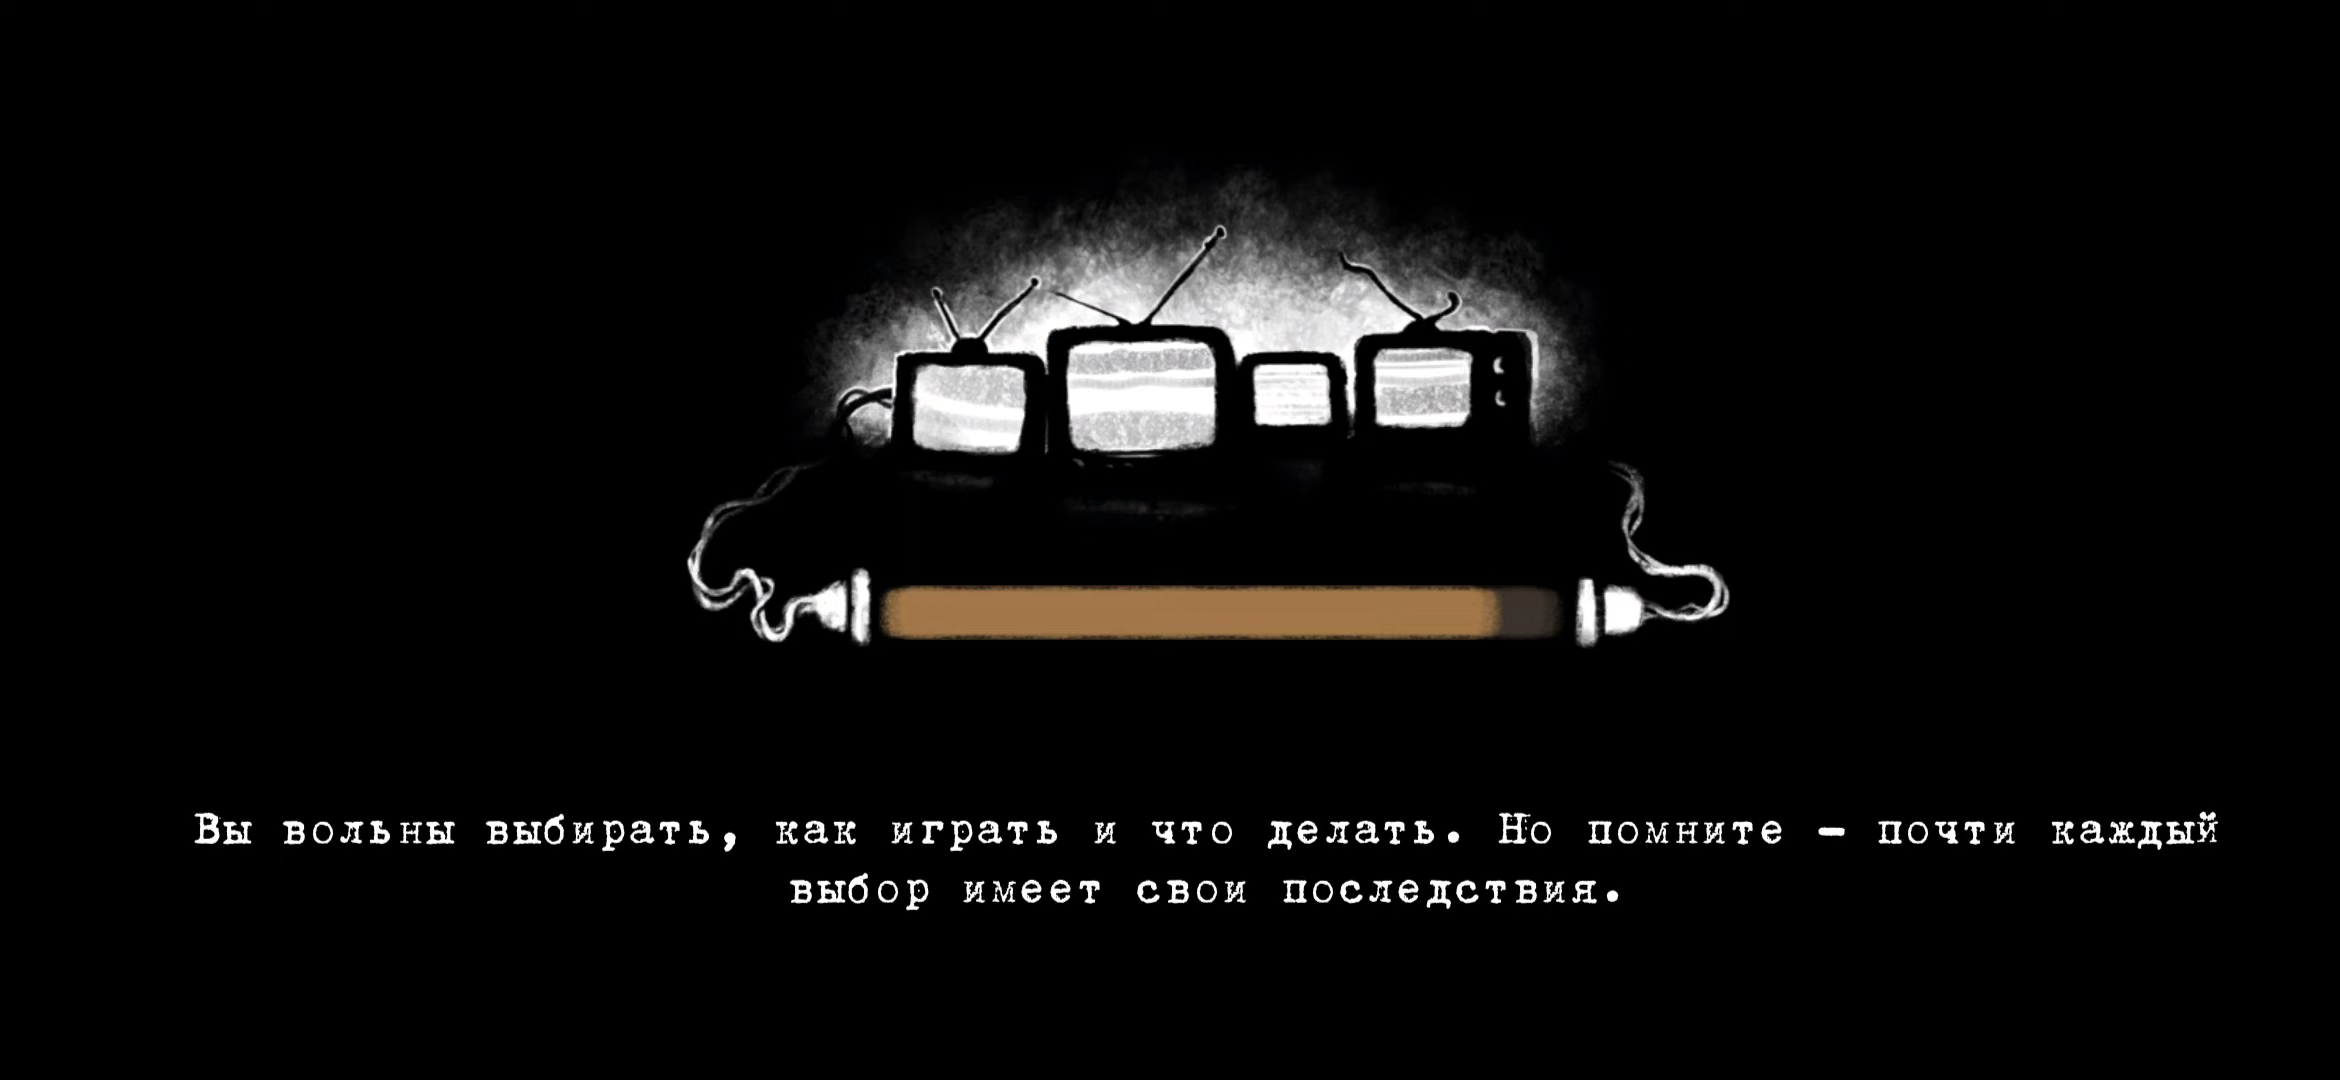 Вы вольны выбирать, как играть и что делать. Но помните – почти каждый
выбор имеет свои последствия.